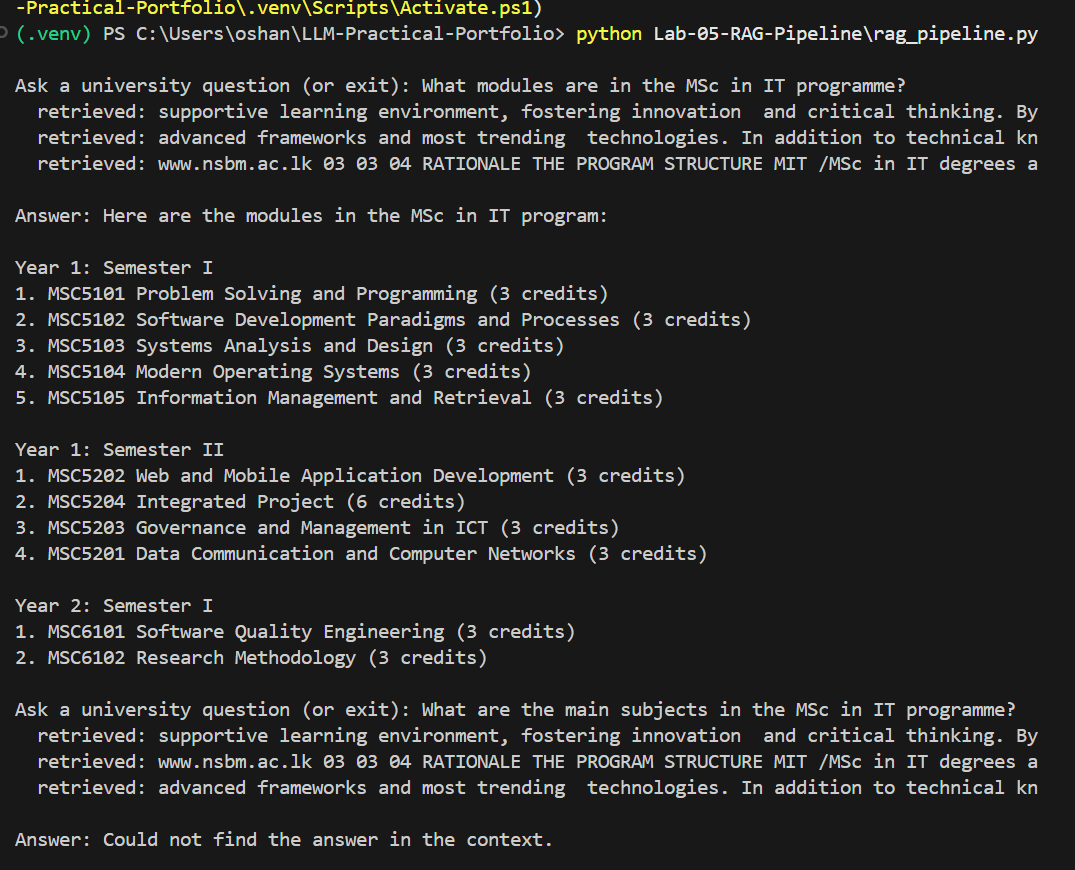 -Practical-Portfolio\.venv\Scripts\Activate.ps1)
(.venv) PS C:\Users\oshan\LLM-Practical-Portfolio> python Lab-05-RAG-Pipeline\rag_pipeline.py
Ask a university question (or exit): What modules are in the MSc in IT programme?
retrieved: supportive learning environment, fostering innovation  and critical thinking. By
retrieved: advanced frameworks and most trending  technologies. In addition to technical kn
retrieved: www.nsbm.ac.lk 03 03 04 RATIONALE THE PROGRAM STRUCTURE MIT /MSc in IT degrees a
Answer: Here are the modules in the MSc in IT program:
Year 1: Semester I
1. MSC5101 Problem Solving and Programming (3 credits)
2. MSC5102 Software Development Paradigms and Processes (3 credits)
3. MSC5103 Systems Analysis and Design (3 credits)
4. MSC5104 Modern Operating Systems (3 credits)
5. MSC5105 Information Management and Retrieval (3 credits)
Year 1: Semester II
1. MSC5202 Web and Mobile Application Development (3 credits)
2. MSC5204 Integrated Project (6 credits)
3. MSC5203 Governance and Management in ICT (3 credits)
4. MSC5201 Data Communication and Computer Networks (3 credits)
Year 2: Semester I
1. MSC6101 Software Quality Engineering (3 credits)
2. MSC6102 Research Methodology (3 credits)
Ask a university question (or exit): What are the main subjects in the MSc in IT programme?
retrieved: supportive learning environment, fostering innovation  and critical thinking. By
retrieved: www.nsbm.ac.lk 03 03 04 RATIONALE THE PROGRAM STRUCTURE MIT /MSc in IT degrees a
retrieved: advanced frameworks and most trending  technologies. In addition to technical kn
Answer: Could not find the answer in the context.